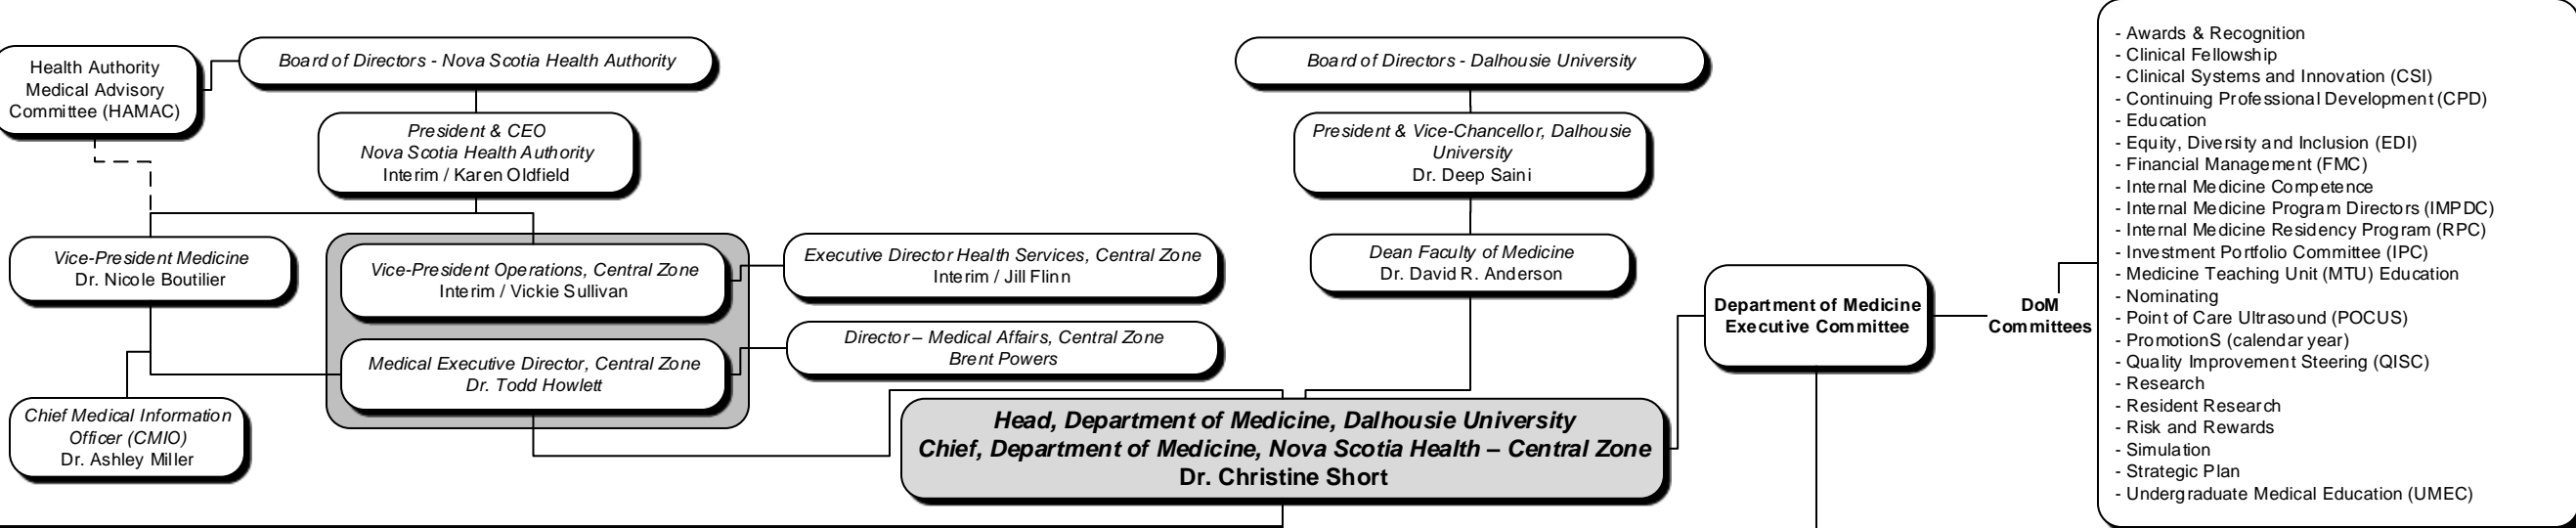 Health Authority
Medical Advisory
Committee (HAMAC)
Board of Directors - Nova Scotia Health Authority
President & CEO
Nova Scotia Health Authority
Interim / Karen Oldfield
Vice-President Medicine
Dr. Nicole Boutilier
Vice-President Operations, Central Zone
Interim / Vickie Sullivan
Executive Director Health Services, Central Zone
Interim / Jill Flinn
Medical Executive Director, Central Zone
Dr. Todd Howlett
Director – Medical Affairs, Central Zone
Brent Powers
Chief Medical Information
Officer (CMIO)
Dr. Ashley Miller
Board of Directors - Dalhousie University
President & Vice-Chancellor, Dalhousie
University
Dr. Deep Saini
Dean Faculty of Medicine
Dr. David R. Anderson
Head, Department of Medicine, Dalhousie University
Chief, Department of Medicine, Nova Scotia Health – Central Zone
Dr. Christine Short
Department of Medicine
Executive Committee
DoM
Committees
- Awards & Recognition
- Clinical Fellowship
- Clinical Systems and Innovation (CSI)
- Continuing Professional Development (CPD)
- Education
- Equity, Diversity and Inclusion (EDI)
- Financial Management (FMC)
- Internal Medicine Competence
- Internal Medicine Program Directors (IMPDC)
- Internal Medicine Residency Program (RPC)
- Investment Portfolio Committee (IPC)
- Medicine Teaching Unit (MTU) Education
- Nominating
- Point of Care Ultrasound (POCUS)
- PromotionS (calendar year)
- Quality Improvement Steering (QISC)
- Research
- Resident Research
- Risk and Rewards
- Simulation
- Strategic Plan
- Undergraduate Medical Education (UMEC)